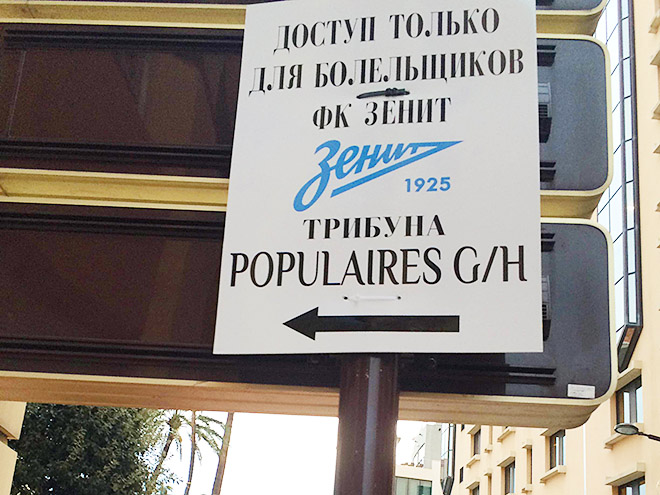 ДОСТУП ТОЛЬКО
ДЛЯ БОЛЕЛЬЩИКОВ
ФК ЗЕНИТ
Зенит
1925
ТРИБУНА
POPULAIRES G/H